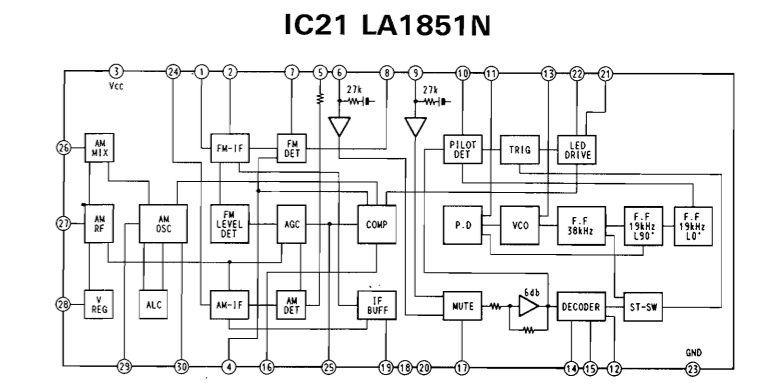 IC21 LA1851N
3 24 1 2 7 5 6 8 9 10 11 13 22 21
Vcc
27k 27k
26 AM MIX
FM-IF
FM DET
PILOT DET
TRIG
LED DRIVE
27 AM RF
AM OSC
FM LEVEL DET
AGC
COMP
P.D
VCO
F.F 38kHz
F.F 19kHz L90°
F.F 19kHz L0°
28 V REG
ALC
AM-IF
AM DET
IF BUFF
MUTE
6db
DECODER
ST-SW
GND
29 30 4 16 25 19 18 20 17 14 15 12 23